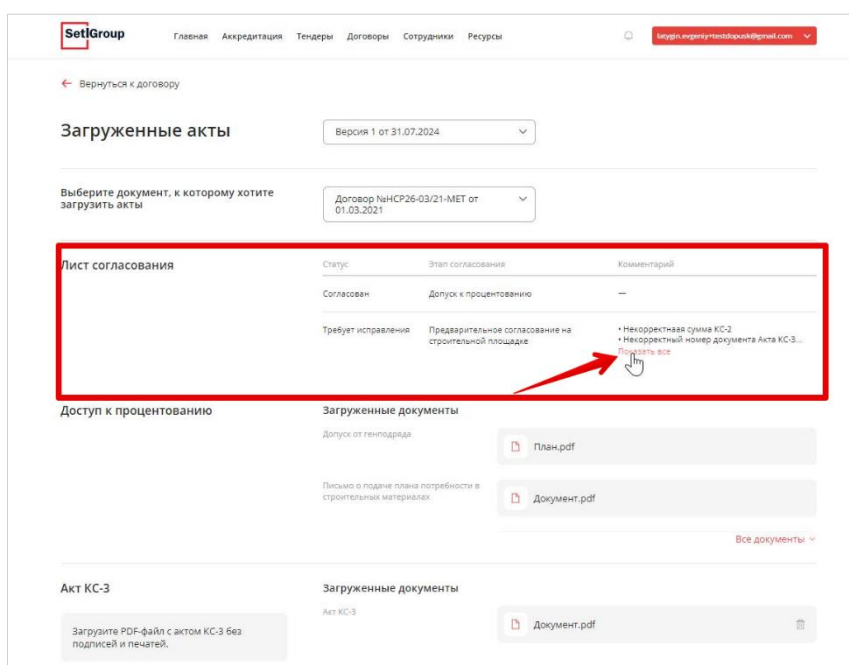 SetlGroup
Главная Аккредитация Тендеры Договоры Сотрудники Ресурсы
latygin.evgeniy+testdopusk@gmail.com
Вернуться к договору
Загруженные акты
Версия 1 от 31.07.2024
Выберите документ, к которому хотите
загрузить акты
Договор №НСР26-03/21-МЕТ от
01.03.2021
Лист согласования
Статус Этап согласования Комментарий
Согласован Допуск к процентованию —
Требует исправления Предварительное согласование на
строительной площадке
• Некорректнаая сумма КС-2
• Некорректный номер документа Акта КС-3...
Показать все
Доступ к процентованию
Загруженные документы
Допуск от генподряда
План.pdf
Письмо о подаче плана потребности в
строительных материалах
Документ.pdf
Все документы
Акт КС-3
Загруженные документы
Загрузите PDF-файл с актом КС-3 без
подписей и печатей.
Акт КС-3
Документ.pdf